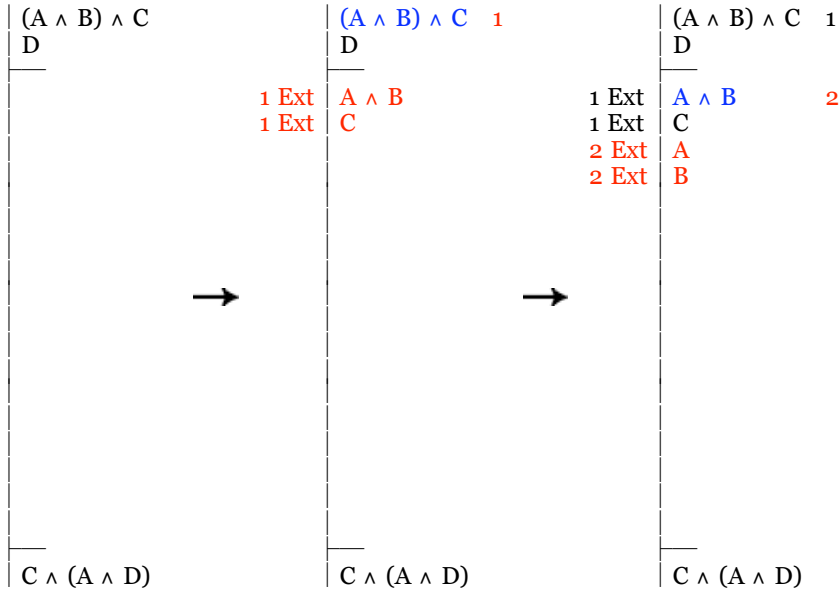 (A ∧ B) ∧ C
D
C ∧ (A ∧ D)
(A ∧ B) ∧ C 1
D
1 Ext A ∧ B
1 Ext C
C ∧ (A ∧ D)
(A ∧ B) ∧ C 1
D
1 Ext A ∧ B 2
1 Ext C
2 Ext A
2 Ext B
C ∧ (A ∧ D)